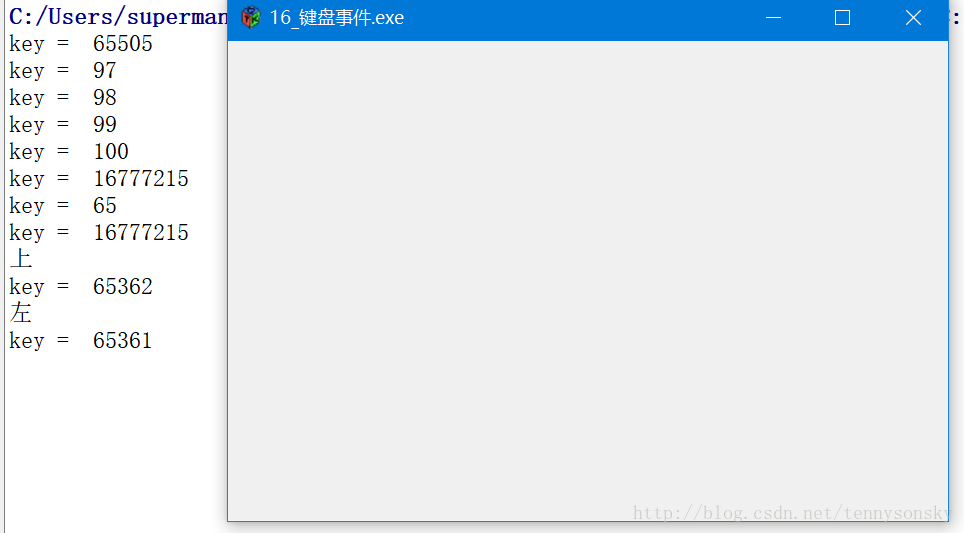 C:/Users/superman
16_键盘事件.exe
key =  65505
key =  97
key =  98
key =  99
key =  100
key =  16777215
key =  65
key =  16777215
上
key =  65362
左
key =  65361
http://blog.csdn.net/tennysonsky